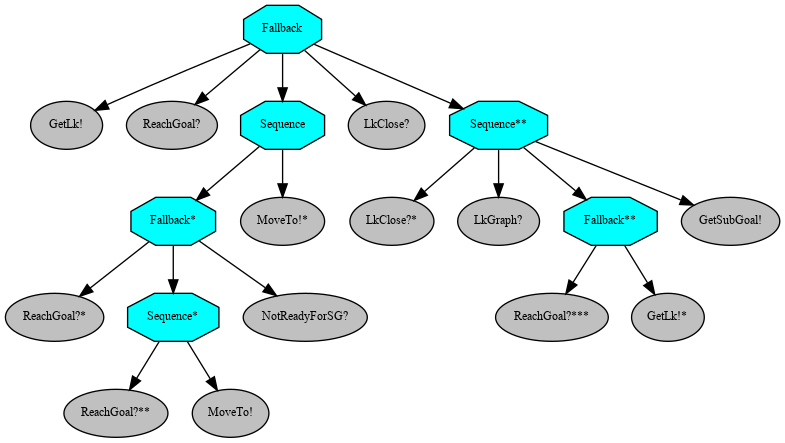 Fallback
GetLk!
ReachGoal?
Sequence
LkClose?
Sequence**
Fallback*
MoveTo!*
LkClose?*
LkGraph?
Fallback**
GetSubGoal!
ReachGoal?*
Sequence*
NotReadyForSG?
ReachGoal?***
GetLk!*
ReachGoal?**
MoveTo!